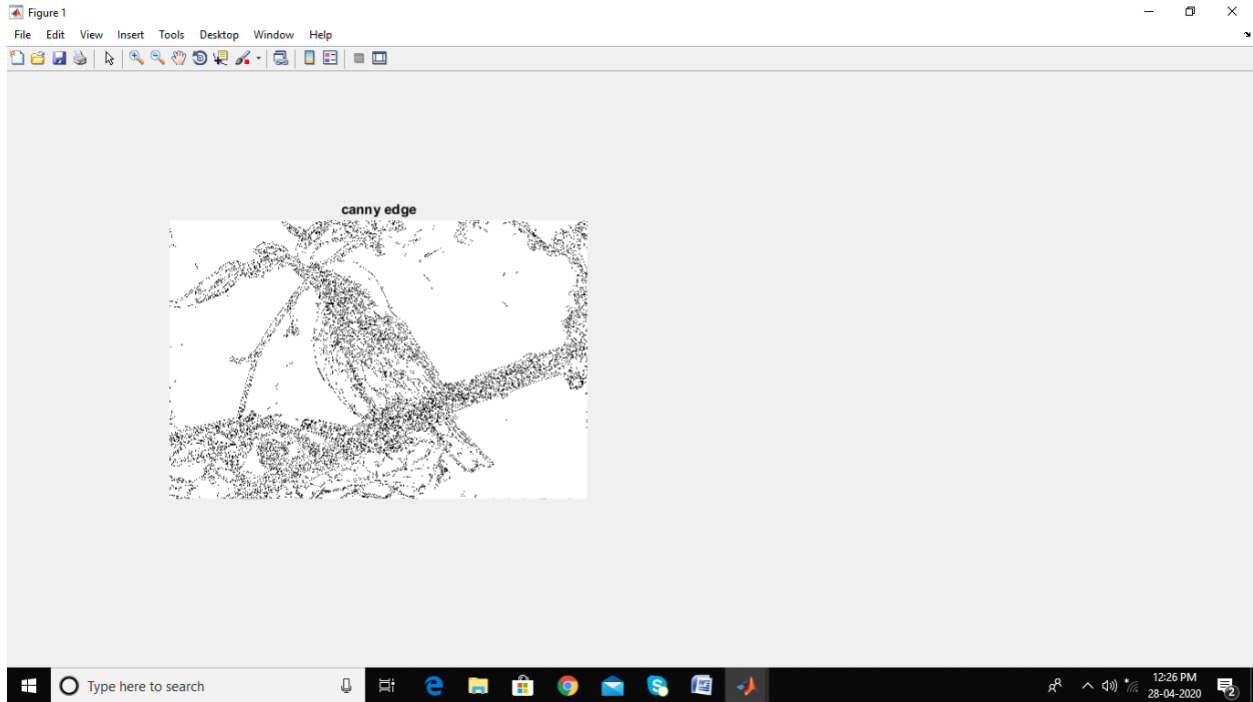 Figure 1
File Edit View Insert Tools Desktop Window Help
canny edge
Type here to search
12:26 PM
28-04-2020
2